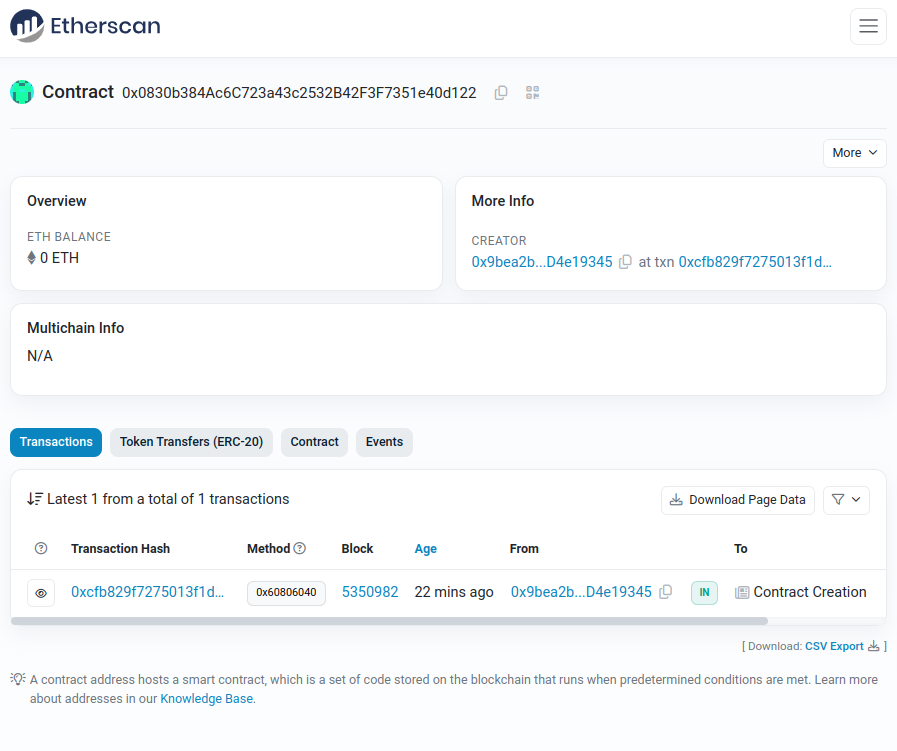 Etherscan
Contract 0x0830b384Ac6C723a43c2532B42F3F7351e40d122
More
Overview
ETH BALANCE
0 ETH
More Info
CREATOR
0x9bea2b...D4e19345 at txn 0xcfb829f7275013f1d...
Multichain Info
N/A
Transactions Token Transfers (ERC-20) Contract Events
Latest 1 from a total of 1 transactions
Download Page Data
Transaction Hash Method Block Age From To
0xcfb829f7275013f1d... 0x60806040 5350982 22 mins ago 0x9bea2b...D4e19345 IN Contract Creation
[ Download: CSV Export ]
A contract address hosts a smart contract, which is a set of code stored on the blockchain that runs when predetermined conditions are met. Learn more
about addresses in our Knowledge Base.